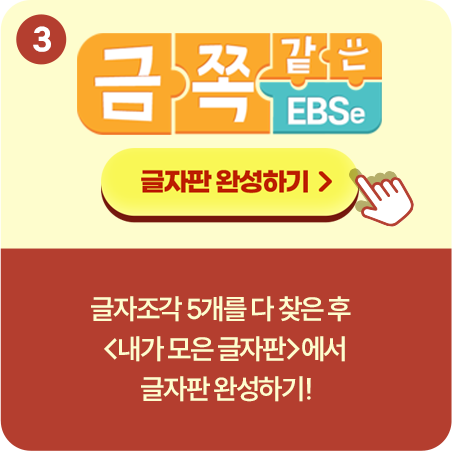 3
금쪽같은
EBSe
글자판 완성하기 >
글자조각 5개를 다 찾은 후
<내가 모은 글자판>에서
글자판 완성하기!